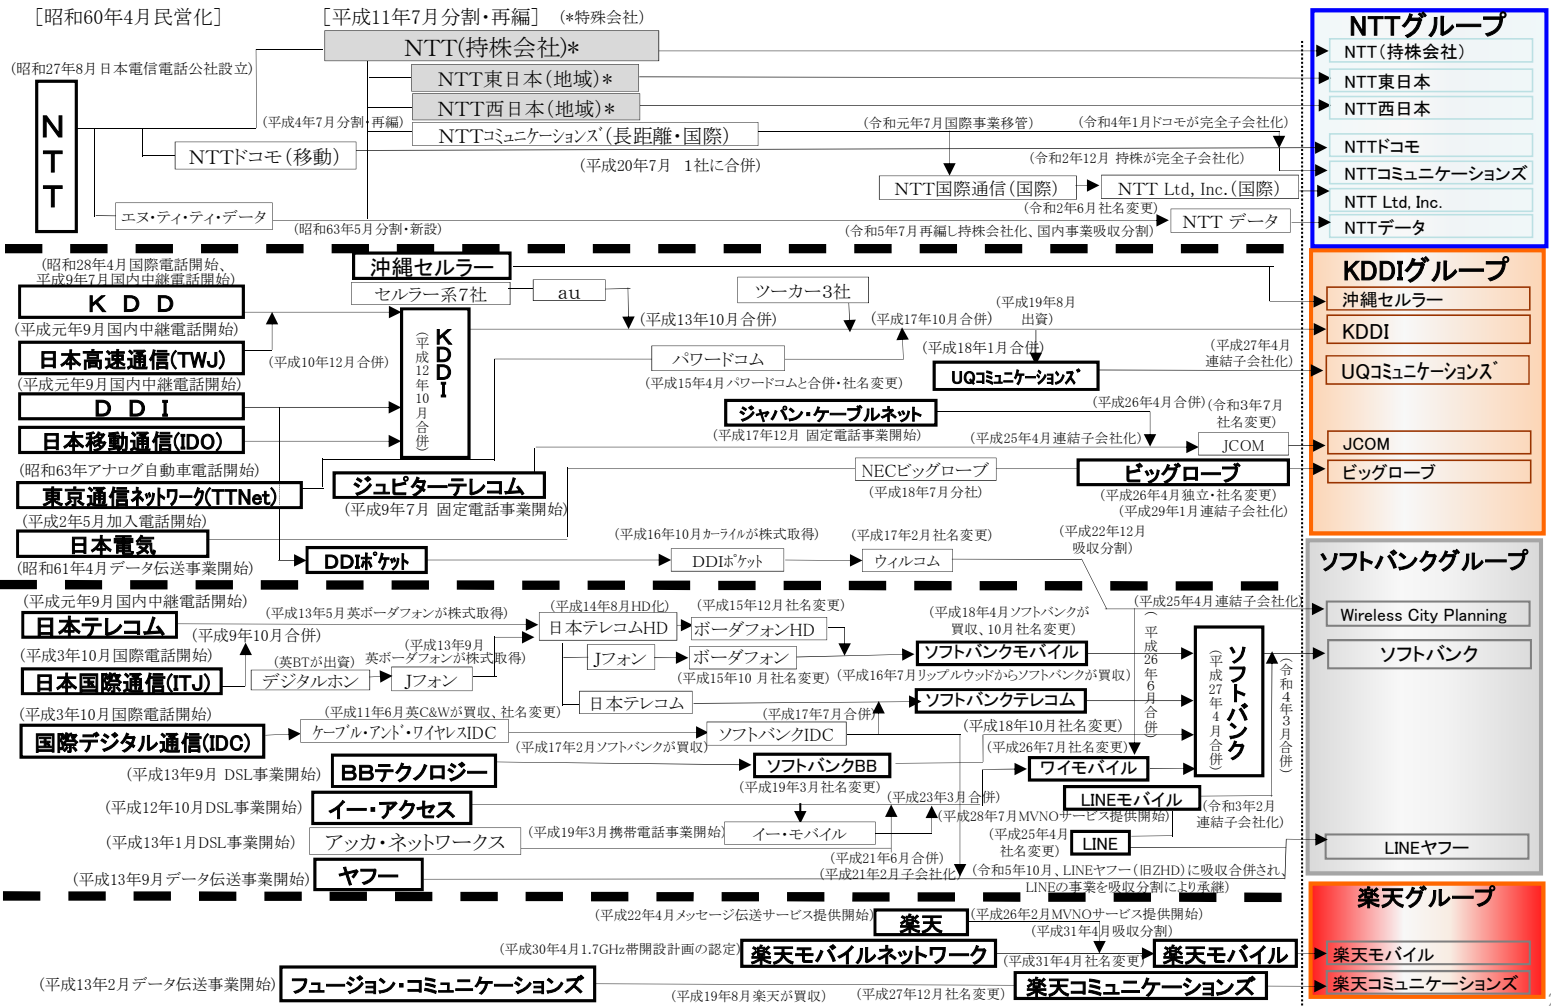 ［昭和60年4月民営化］
［平成11年7月分割・再編］
(＊特殊会社)
NTT(持株会社)＊
(昭和27年8月日本電信電話公社設立)
NTT東日本(地域)＊
NTT西日本(地域)＊
NTT
(平成4年7月分割・再編)
NTTコミュニケーションズ(長距離・国際)
(令和元年7月国際事業移管)
(令和4年1月ドコモが完全子会社化)
NTTドコモ(移動)
(平成20年7月　1社に合併)
(令和2年12月 持株が完全子会社化)
NTT国際通信(国際)
NTT Ltd, Inc.(国際)
(令和2年6月社名変更)
エヌ・ティ・ティ・データ
(昭和63年5月分割・新設)
NTT データ
(令和5年7月再編し持株会社化、国内事業吸収分割)
NTTグループ
NTT(持株会社)
NTT東日本
NTT西日本
NTTドコモ
NTTコミュニケーションズ
NTT Ltd, Inc.
NTTデータ
(昭和28年4月国際電話開始、
平成9年7月国内中継電話開始)
沖縄セルラー
セルラー系7社
au
ツーカー3社
ＫＤＤ
(平成元年9月国内中継電話開始)
日本高速通信(TWJ)
(平成10年12月合併)
(平成元年9月国内中継電話開始)
ＤＤＩ
日本移動通信(IDO)
(昭和63年アナログ自動車電話開始)
東京通信ネットワーク(TTNet)
(平成2年5月加入電話開始)
日本電気
(昭和61年4月データ伝送事業開始)
KDDI
(平成12年10月合併)
(平成13年10月合併)
(平成17年10月合併)
(平成19年8月
出資)
パワードコム
(平成18年1月合併)
(平成27年4月
連結子会社化)
(平成15年4月パワードコムと合併・社名変更)
UQコミュニケーションズ
ジャパン・ケーブルネット
(平成26年4月合併)
(令和3年7月
社名変更)
(平成17年12月 固定電話事業開始)
(平成25年4月連結子会社化)
JCOM
ジュピターテレコム
(平成9年7月 固定電話事業開始)
NECビッグローブ
(平成18年7月分社)
ビッグローブ
(平成26年4月独立・社名変更)
(平成29年1月連結子会社化)
(平成16年10月カーライルが株式取得)
(平成17年2月社名変更)
(平成22年12月
吸収分割)
DDIポケット
DDIポケット
ウィルコム
KDDIグループ
沖縄セルラー
KDDI
UQコミュニケーションズ
JCOM
ビッグローブ
(平成元年9月国内中継電話開始)
日本テレコム
(平成13年5月英ボーダフォンが株式取得)
(平成14年8月HD化)
(平成15年12月社名変更)
(平成18年4月ソフトバンクが
買収、10月社名変更)
(平成25年4月連結子会社化)
日本テレコムHD
ボーダフォンHD
(平成9年10月合併)
(平成13年9月
英ボーダフォンが株式取得)
(平成3年10月国際電話開始)
(英BTが出資)
日本国際通信(ITJ)
デジタルホン
Jフォン
Jフォン
ボーダフォン
ソフトバンクモバイル
(平成15年10月社名変更)
(平成16年7月リップルウッドからソフトバンクが買収)
日本テレコム
ソフトバンクテレコム
(平成3年10月国際電話開始)
(平成11年6月英C&Wが買収、社名変更)
(平成17年7月合併)
(平成18年10月社名変更)
国際デジタル通信(IDC)
ケーブル・アンド・ワイヤレスIDC
ソフトバンクIDC
(平成17年2月ソフトバンクが買収)
(平成26年7月社名変更)
(平成13年9月 DSL事業開始)
BBテクノロジー
ソフトバンクBB
ワイモバイル
(平成19年3月社名変更)
(平成26年6月合併)
ソフトバンク
(平成27年4月合併)
(令和4年3月合併)
(平成12年10月DSL事業開始)
イー・アクセス
(平成23年3月合併)
LINEモバイル
(令和3年2月
連結子会社化)
(平成28年7月MVNOサービス提供開始)
(平成13年1月DSL事業開始)
アッカ・ネットワークス
(平成19年3月携帯電話事業開始)
イー・モバイル
(平成25年4月
社名変更)
LINE
(平成21年6月合併)
(平成13年9月データ伝送事業開始)
ヤフー
(平成21年2月子会社化)
(令和5年10月、LINEヤフー(旧ZHD)に吸収合併され、
LINEの事業を吸収分割により承継)
ソフトバンクグループ
Wireless City Planning
ソフトバンク
LINEヤフー
(平成22年4月メッセージ伝送サービス提供開始)
楽天
(平成26年2月MVNOサービス提供開始)
(平成31年4月吸収分割)
(平成30年4月1.7GHz帯開設計画の認定)
楽天モバイルネットワーク
(平成31年4月社名変更)
楽天モバイル
(平成13年2月データ伝送事業開始)
フュージョン・コミュニケーションズ
(平成19年8月楽天が買収)
(平成27年12月社名変更)
楽天コミュニケーションズ
楽天グループ
楽天モバイル
楽天コミュニケーションズ